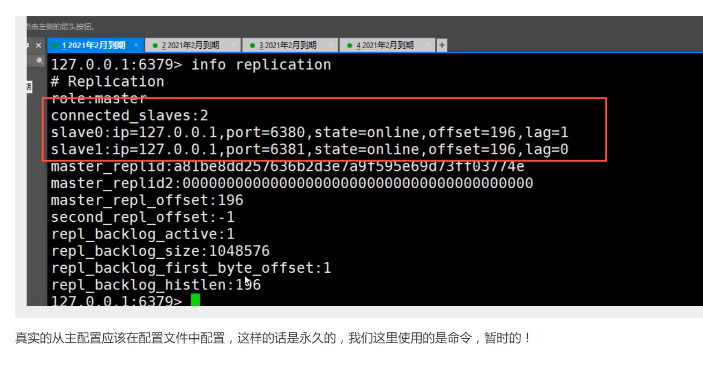 点击左侧的箭头按钮。
1 2021年2月到期 × 2 2021年2月到期 3 2021年2月到期 4 2021年2月到期 +
127.0.0.1:6379> info replication
# Replication
role:master
connected_slaves:2
slave0:ip=127.0.0.1,port=6380,state=online,offset=196,lag=1
slave1:ip=127.0.0.1,port=6381,state=online,offset=196,lag=0
master_replid:a81be8dd257636b2d3e7a9f595e69d73ff03774e
master_replid2:0000000000000000000000000000000000000000
master_repl_offset:196
second_repl_offset:-1
repl_backlog_active:1
repl_backlog_size:1048576
repl_backlog_first_byte_offset:1
repl_backlog_histlen:196
127.0.0.1:6379>
真实的从主配置应该在配置文件中配置，这样的话是永久的，我们这里使用的是命令，暂时的！